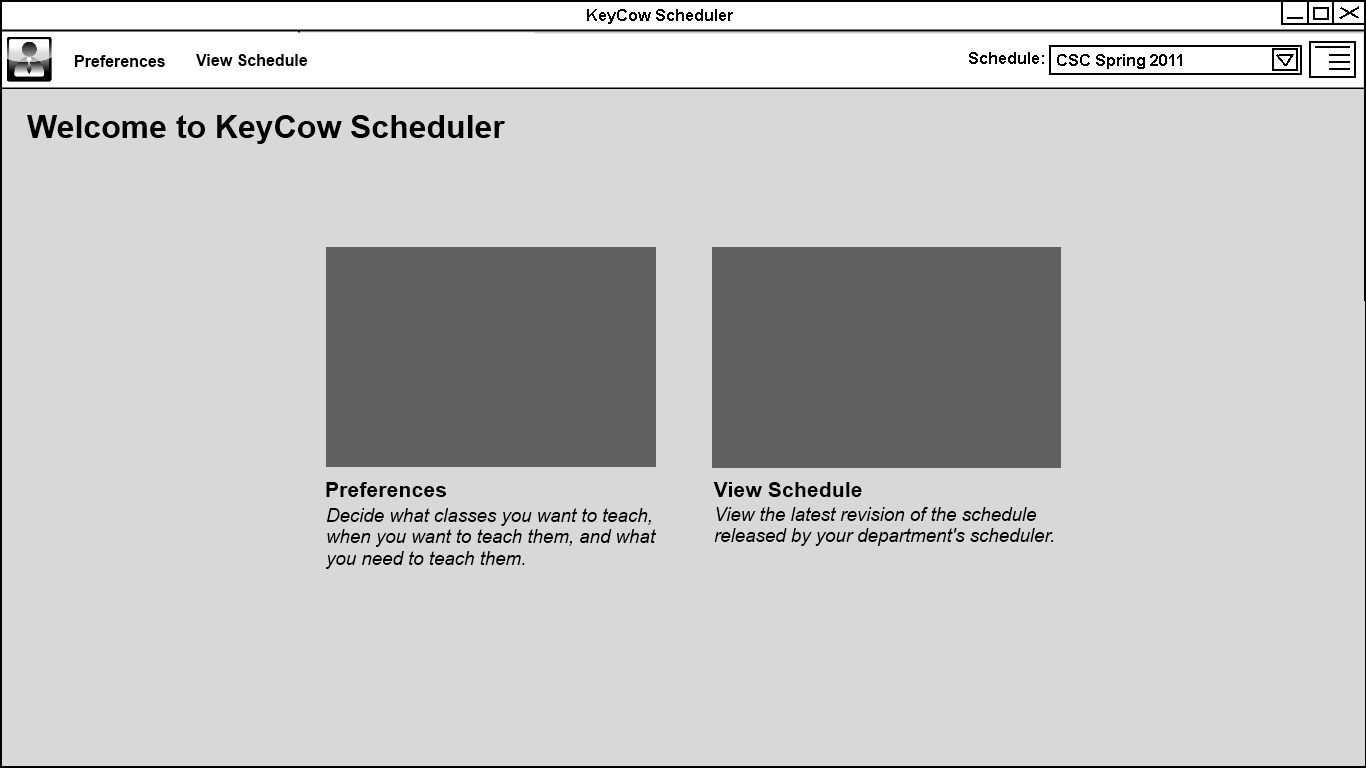 KeyCow Scheduler
Preferences
View Schedule
Schedule:
CSC Spring 2011
Welcome to KeyCow Scheduler
Preferences
Decide what classes you want to teach,
when you want to teach them, and what
you need to teach them.
View Schedule
View the latest revision of the schedule
released by your department's scheduler.